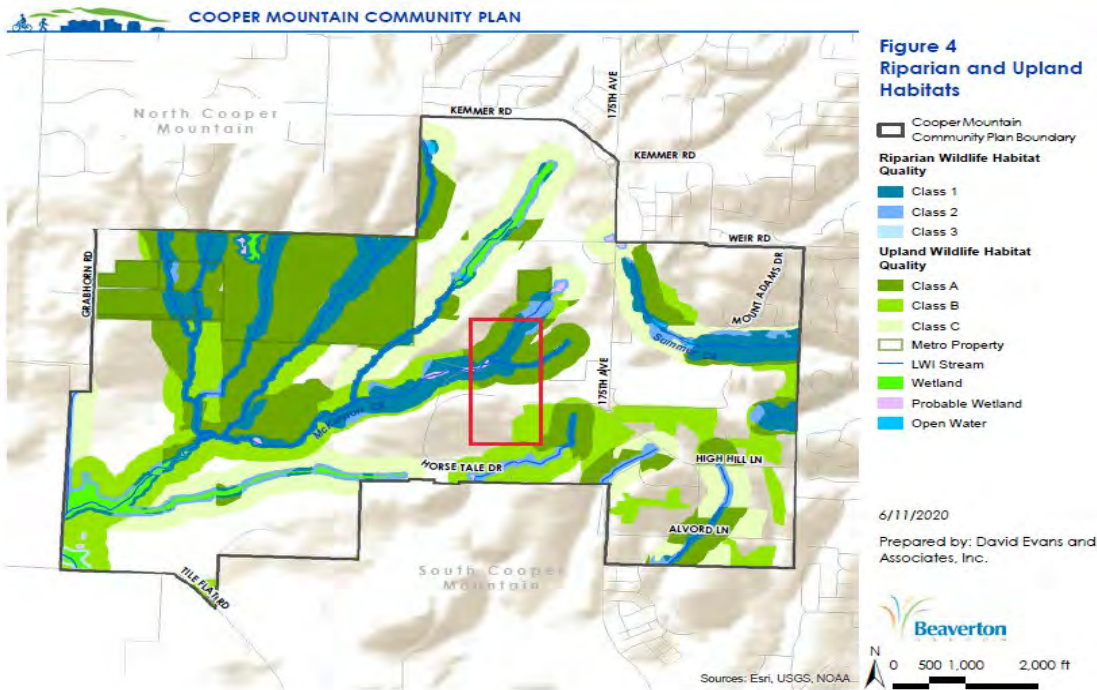 COOPER MOUNTAIN COMMUNITY PLAN
North Cooper
Mountain
KEMMER RD
175TH AVE
KEMMER RD
WEIR RD
GRABHORN RD
MOUNT ADAMS DR
Summer Ck
175TH AVE
McKernon Ck
HORSE TALE DR
HIGH HILL LN
ALVORD LN
South Cooper
Mountain
TILE FLAT RD
Sources: Esri, USGS, NOAA
Figure 4
Riparian and Upland
Habitats
Cooper Mountain
Community Plan Boundary
Riparian Wildlife Habitat
Quality
Class 1
Class 2
Class 3
Upland Wildlife Habitat
Quality
Class A
Class B
Class C
Metro Property
LWI Stream
Wetland
Probable Wetland
Open Water
6/11/2020
Prepared by: David Evans and
Associates, Inc.
Beaverton
OREGON
N
0 500 1,000 2,000 ft